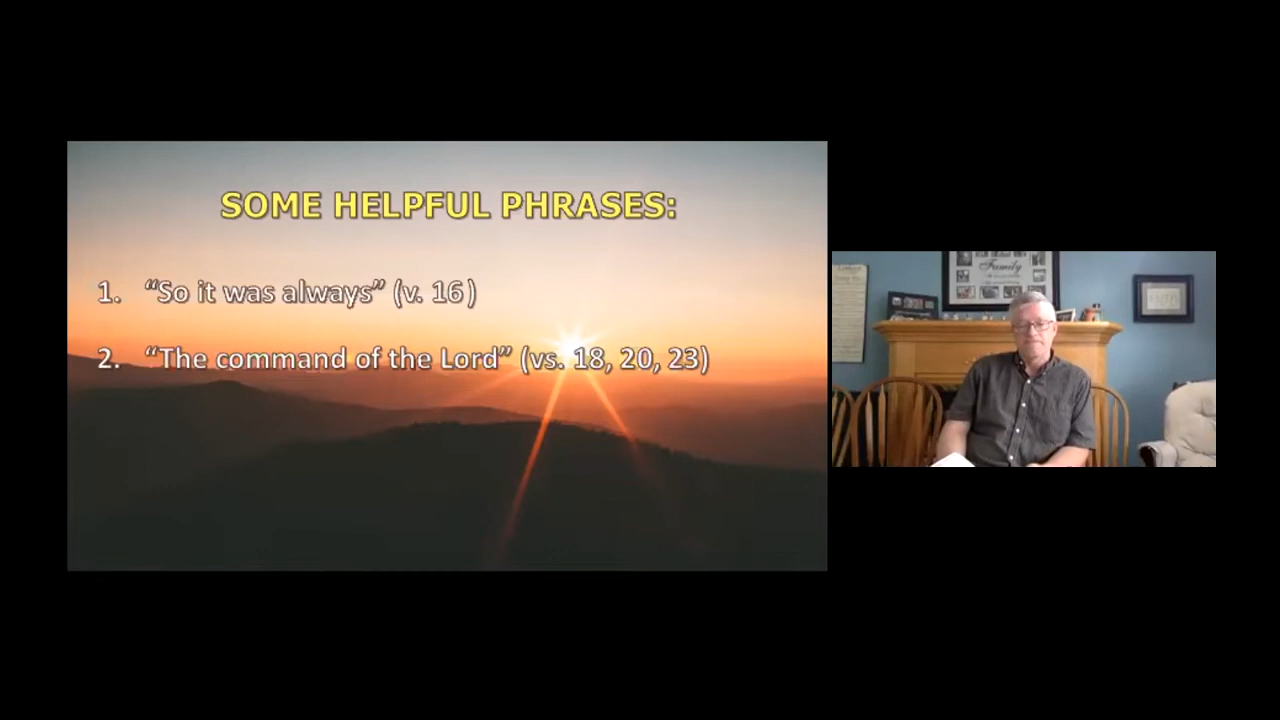 SOME HELPFUL PHRASES:
1. “So it was always” (v. 16)
2. “The command of the Lord” (vs. 18, 20, 23)
Family